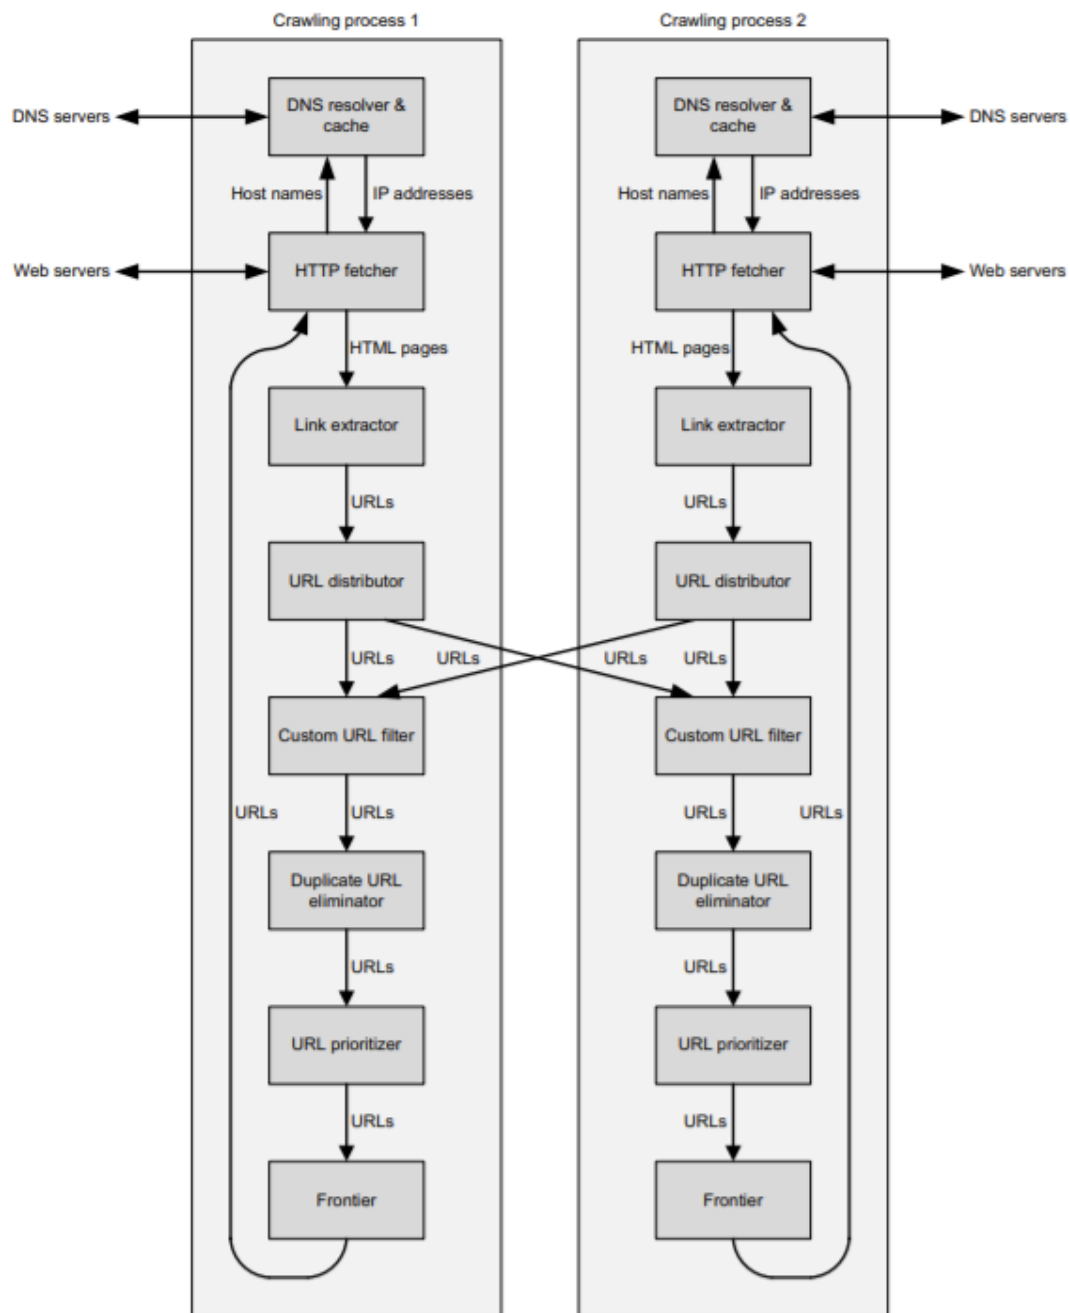 Crawling process 1
Crawling process 2
DNS servers
DNS resolver &
cache
DNS resolver &
cache
DNS servers
Host names
IP addresses
Host names
IP addresses
Web servers
HTTP fetcher
HTTP fetcher
Web servers
HTML pages
HTML pages
Link extractor
Link extractor
URLs
URLs
URL distributor
URL distributor
URLs
URLs
URLs
URLs
Custom URL filter
Custom URL filter
URLs
URLs
URLs
URLs
Duplicate URL
eliminator
Duplicate URL
eliminator
URLs
URLs
URL prioritizer
URL prioritizer
URLs
URLs
Frontier
Frontier